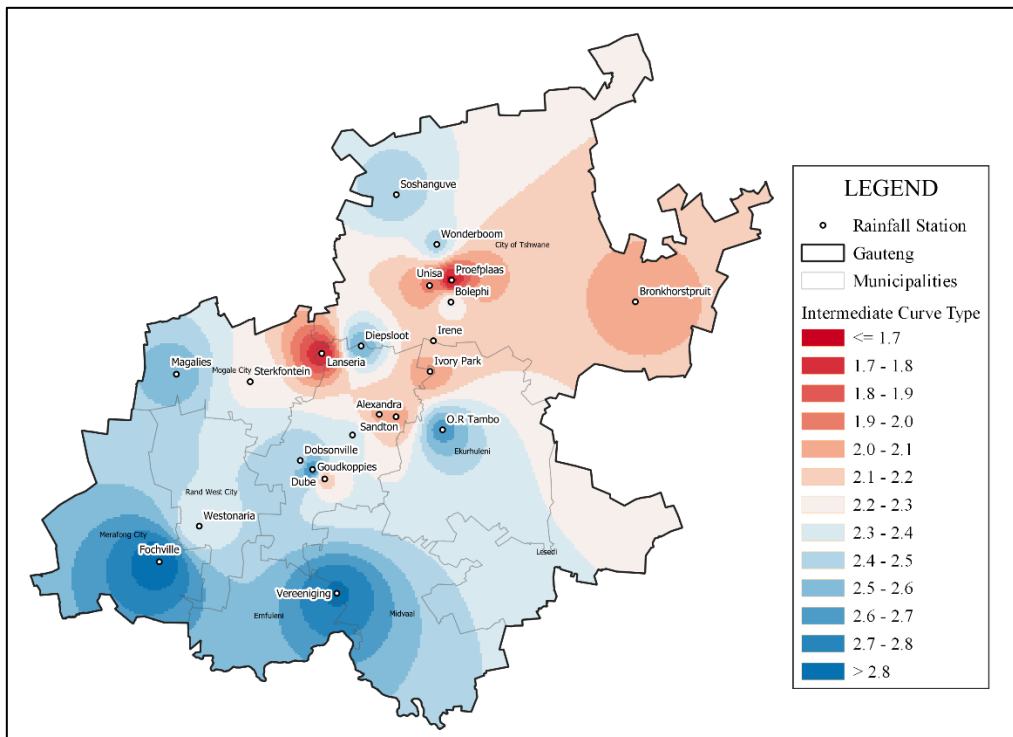 Soshanguve
Wonderboom
City of Tshwane
Unisa
Proefplaas
Bolephi
Bronkhorstpruit
Irene
Diepsloot
Lanseria
Ivory Park
Magalies
Mogale City
Sterkfontein
Alexandra
Sandton
O.R Tambo
Ekurhuleni
Dobsonville
Goudkoppies
Dube
Rand West City
Westonaria
Merafong City
Fochville
Lesedi
Vereeniging
Emfuleni
Midvaal
LEGEND
Rainfall Station
Gauteng
Municipalities
Intermediate Curve Type
<= 1.7
1.7 - 1.8
1.8 - 1.9
1.9 - 2.0
2.0 - 2.1
2.1 - 2.2
2.2 - 2.3
2.3 - 2.4
2.4 - 2.5
2.5 - 2.6
2.6 - 2.7
2.7 - 2.8
> 2.8